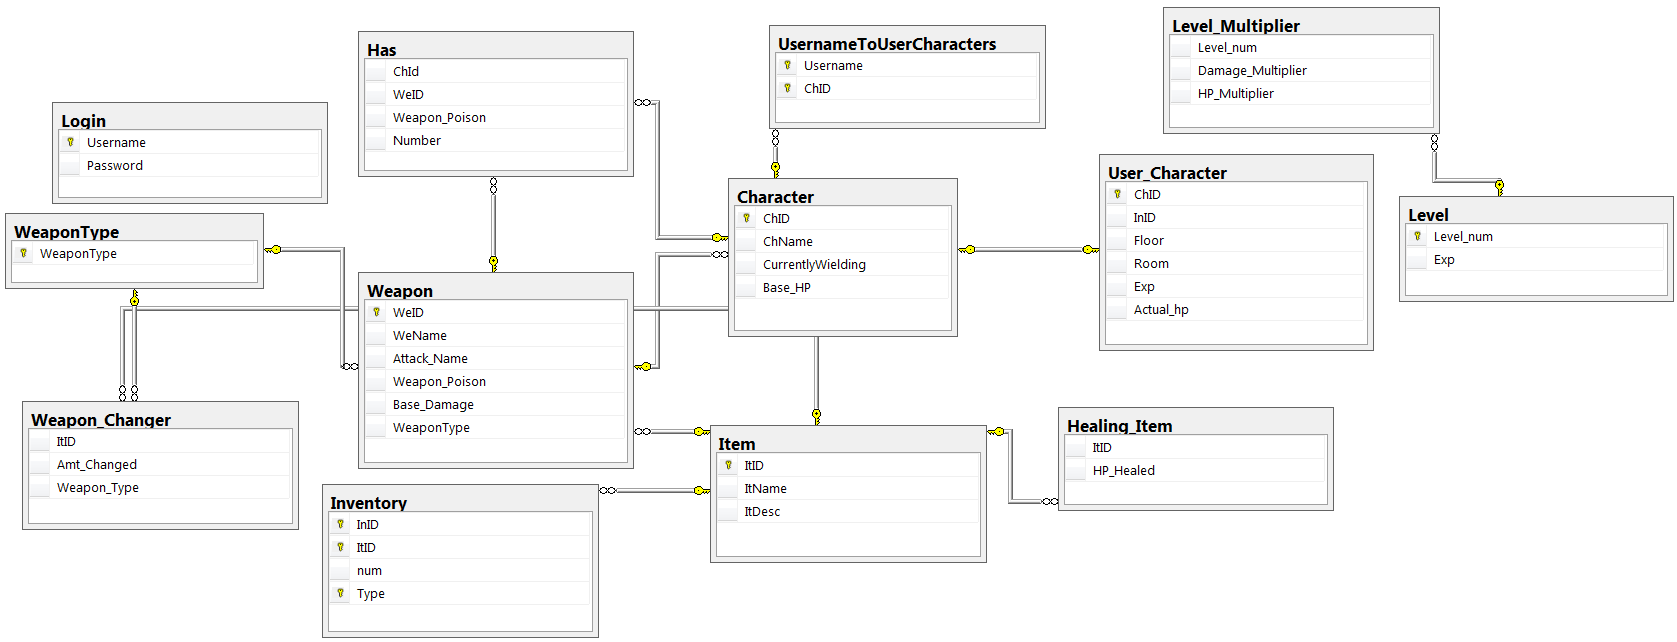 Login
Username
Password
WeaponType
WeaponType
Weapon_Changer
ItID
Amt_Changed
Weapon_Type
Has
ChId
WeID
Weapon_Poison
Number
Weapon
WeID
WeName
Attack_Name
Weapon_Poison
Base_Damage
WeaponType
Inventory
InID
ItID
num
Type
UsernameToUserCharacters
Username
ChID
Character
ChID
ChName
CurrentlyWielding
Base_HP
Item
ItID
ItName
ItDesc
Level_Multiplier
Level_num
Damage_Multiplier
HP_Multiplier
User_Character
ChID
InID
Floor
Room
Exp
Actual_hp
Level
Level_num
Exp
Healing_Item
ItID
HP_Healed